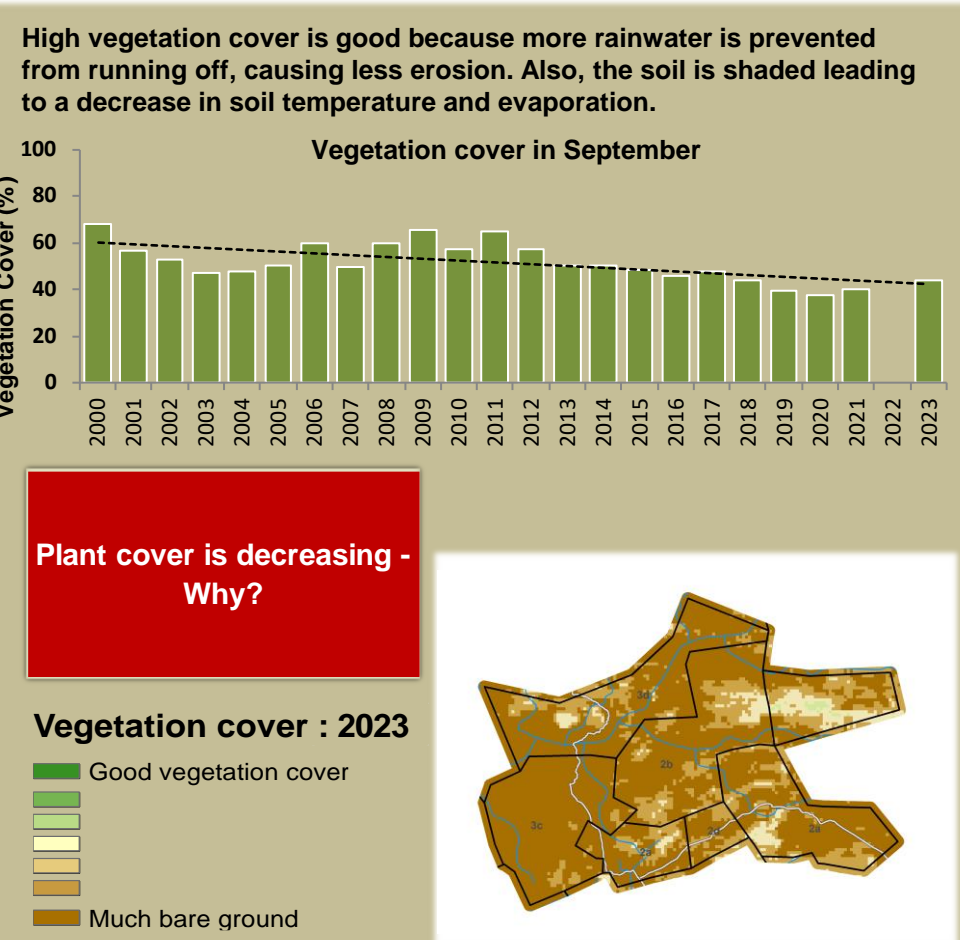 High vegetation cover is good because more rainwater is prevented
from running off, causing less erosion. Also, the soil is shaded leading
to a decrease in soil temperature and evaporation.
Vegetation cover in September
Vegetation Cover (%)
100
80
60
40
20
0
2000 2001 2002 2003 2004 2005 2006 2007 2008 2009 2010 2011 2012 2013 2014 2015 2016 2017 2018 2019 2020 2021 2022 2023
Plant cover is decreasing -
Why?
Vegetation cover : 2023
Good vegetation cover
Much bare ground
2b
3c
2a